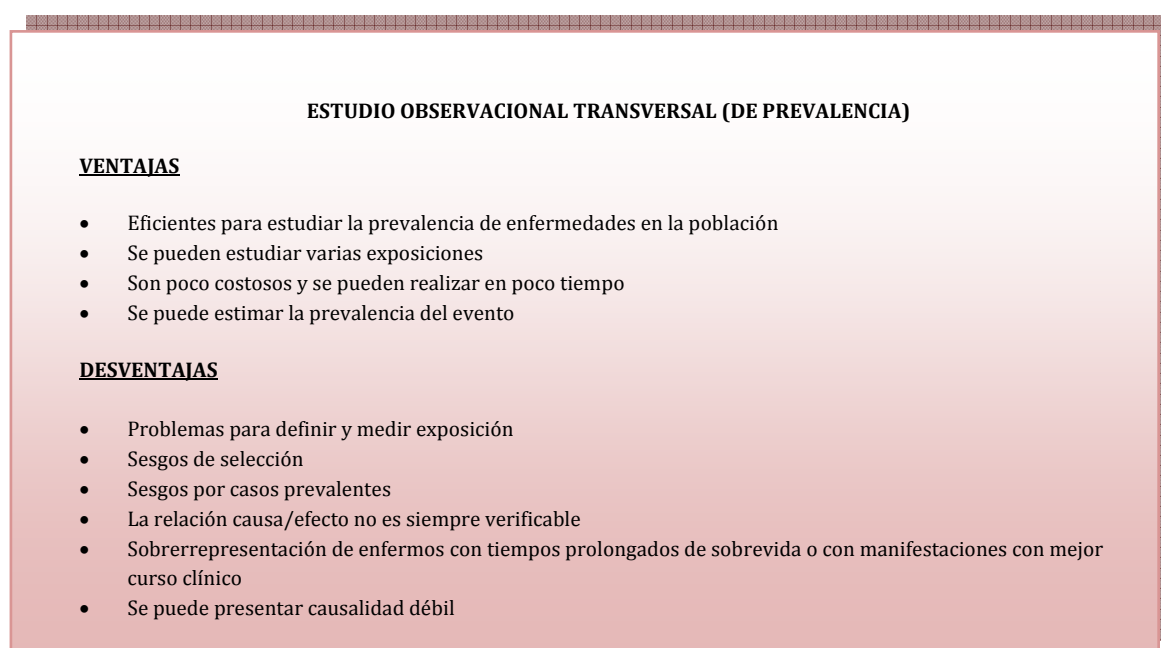 ESTUDIO OBSERVACIONAL TRANSVERSAL (DE PREVALENCIA)
VENTAJAS
• Eficientes para estudiar la prevalencia de enfermedades en la población
• Se pueden estudiar varias exposiciones
• Son poco costosos y se pueden realizar en poco tiempo
• Se puede estimar la prevalencia del evento
DESVENTAJAS
• Problemas para definir y medir exposición
• Sesgos de selección
• Sesgos por casos prevalentes
• La relación causa/efecto no es siempre verificable
• Sobrerrepresentación de enfermos con tiempos prolongados de sobrevida o con manifestaciones con mejor
curso clínico
• Se puede presentar causalidad débil